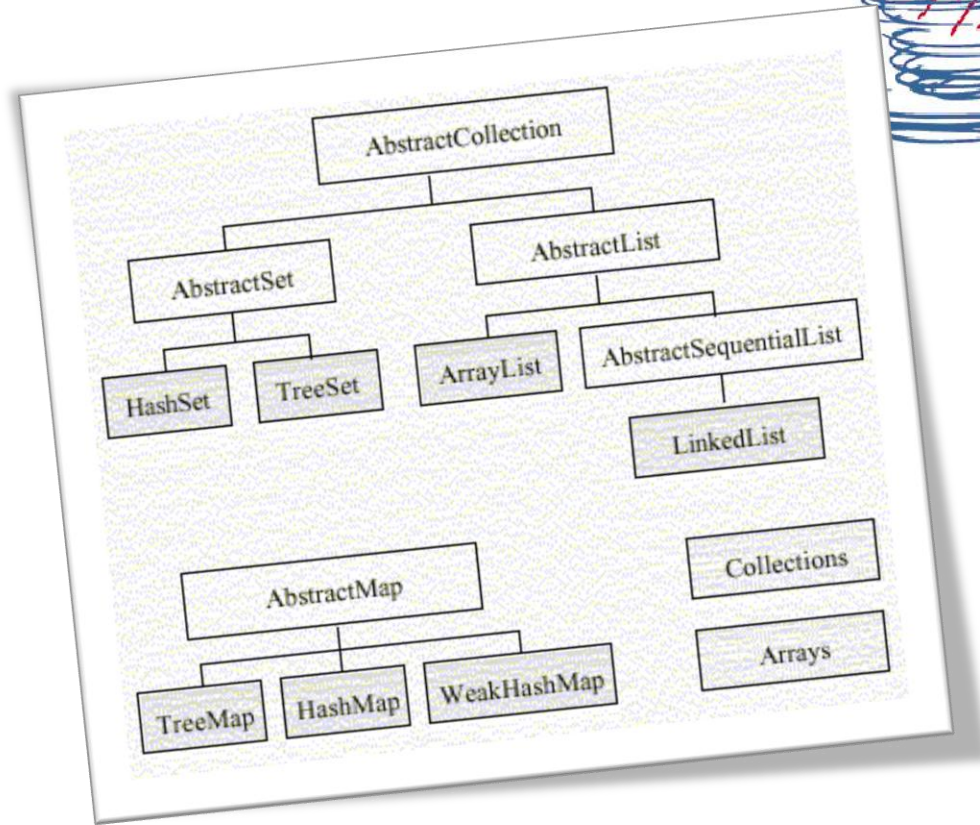 AbstractCollection
AbstractSet
AbstractList
HashSet
TreeSet
ArrayList
AbstractSequentialList
LinkedList
AbstractMap
Collections
Arrays
TreeMap
HashMap
WeakHashMap